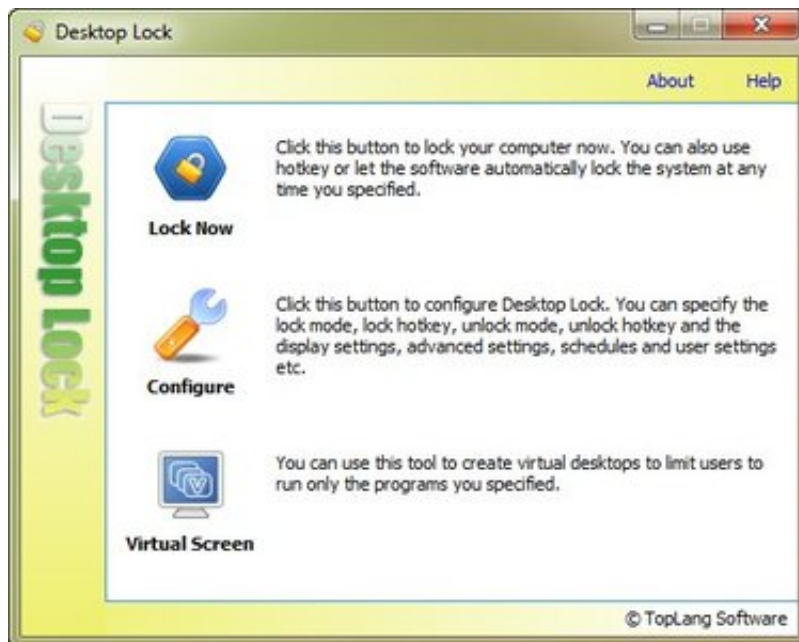 Desktop Lock
About Help
Desktop Lock
Click this button to lock your computer now. You can also use
hotkey or let the software automatically lock the system at any
time you specified.
Lock Now
Click this button to configure Desktop Lock. You can specify the
lock mode, lock hotkey, unlock mode, unlock hotkey and the
display settings, advanced settings, schedules and user settings
etc.
Configure
You can use this tool to create virtual desktops to limit users to
run only the programs you specified.
V
Virtual Screen
© TopLang Software